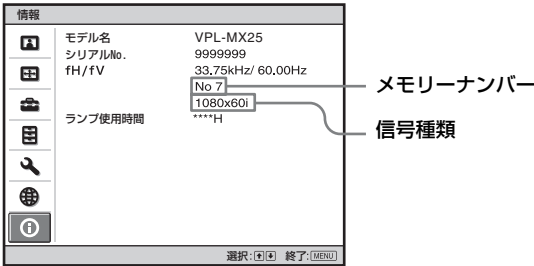 情報
モデル名 VPL-MX25
シリアルNo. 9999999
fH/fV 33.75kHz/ 60.00Hz
No 7
メモリーナンバー
1080x60i
信号種類
ランプ使用時間 ****H
選択:↑↓ 終了:MENU